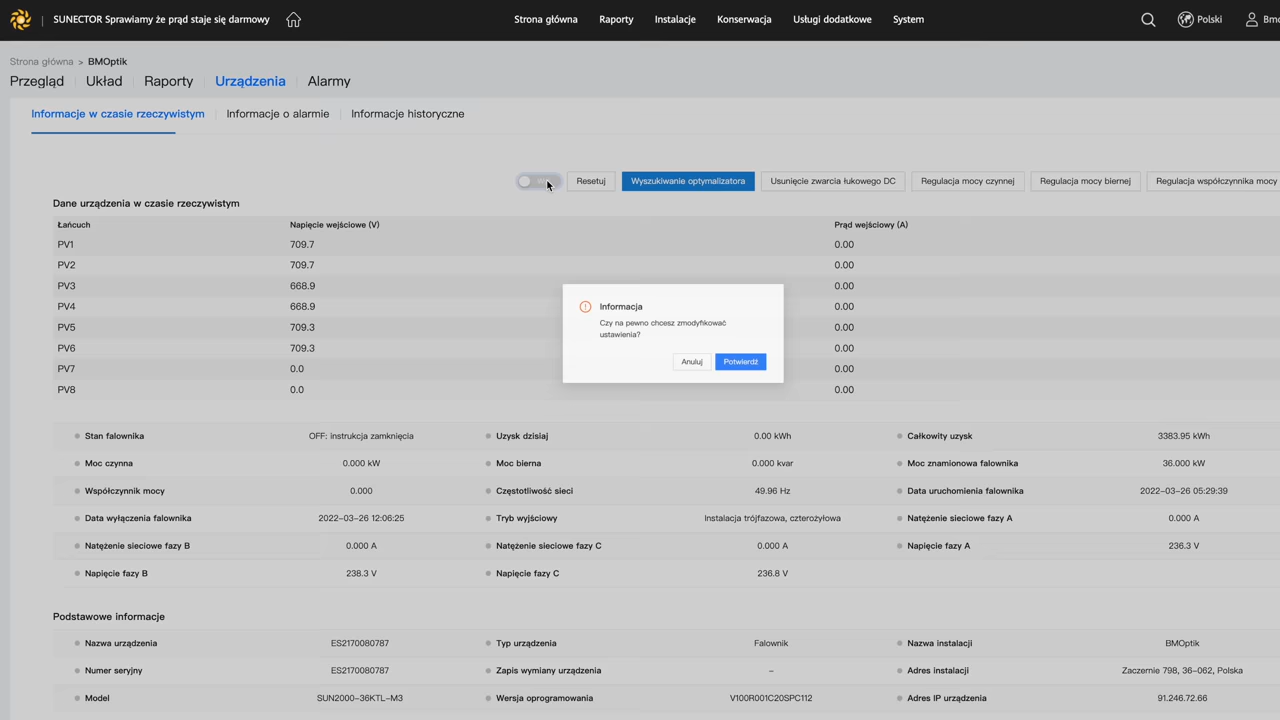 SUNECTOR Sprawiamy że prąd staje się darmowy
Strona główna Raporty Instalacje Konserwacja Usługi dodatkowe System
Polski
Strona główna > BMOptik
Przegląd Układ Raporty Urządzenia Alarmy
Informacje w czasie rzeczywistym Informacje o alarmie Informacje historyczne
Resetuj Wyszukiwanie optymalizatora Usunięcie zwarcia łukowego DC Regulacja mocy czynnej Regulacja mocy biernej Regulacja współczynnika mocy
Dane urządzenia w czasie rzeczywistym
Łańcuch Napięcie wejściowe (V) Prąd wejściowy (A)
PV1 709.7 0.00
PV2 709.7 0.00
PV3 668.9 0.00
PV4 668.9 0.00
PV5 709.3 0.00
PV6 709.3 0.00
PV7 0.0 0.00
PV8 0.0 0.00
Informacja
Czy na pewno chcesz zmodyfikować
ustawienia?
Anuluj Potwierdź
Stan falownika OFF: instrukcja zamknięcia Uzysk dzisiaj 0.00 kWh Całkowity uzysk 3383.95 kWh
Moc czynna 0.000 kW Moc bierna 0.000 kvar Moc znamionowa falownika 36.000 kW
Współczynnik mocy 0.000 Częstotliwość sieci 49.96 Hz Data uruchomienia falownika 2022-03-26 05:29:39
Data wyłączenia falownika 2022-03-26 12:06:25 Tryb wyjściowy Instalacja trójfazowa, czterożyłowa Natężenie sieciowe fazy A 0.000 A
Natężenie sieciowe fazy B 0.000 A Natężenie sieciowe fazy C 0.000 A Napięcie fazy A 236.3 V
Napięcie fazy B 238.3 V Napięcie fazy C 236.8 V
Podstawowe informacje
Nazwa urządzenia ES2170080787 Typ urządzenia Falownik Nazwa instalacji BMOptik
Numer seryjny ES2170080787 Zapis wymiany urządzenia – Adres instalacji Zaczernie 798, 36-062, Polska
Model SUN2000-36KTL-M3 Wersja oprogramowania V100R001C20SPC112 Adres IP urządzenia 91.246.72.66